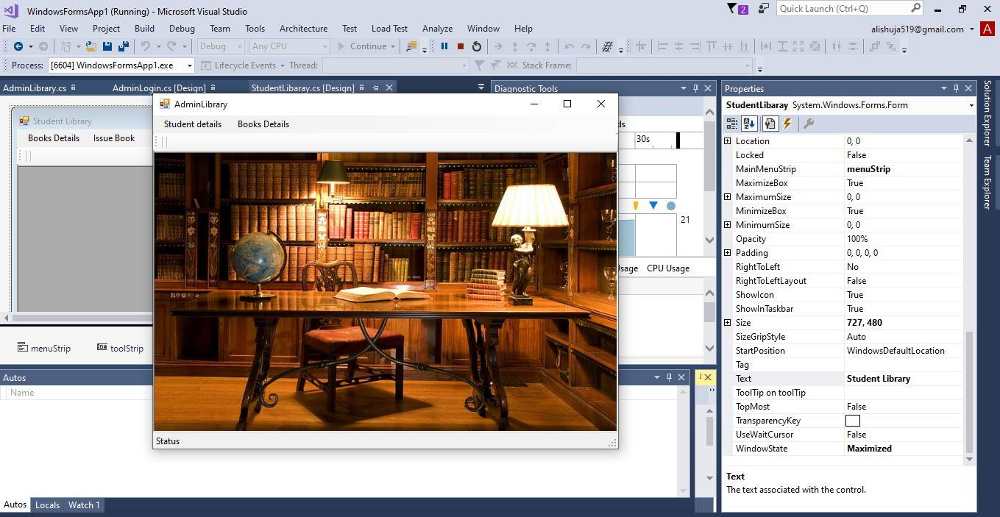 WindowsFormsApp1 (Running) - Microsoft Visual Studio
2
Quick Launch (Ctrl+Q)
File Edit View Project Build Debug Team Tools Architecture Test Load Test Analyze Window Help
alishuja519@gmail.com
A
Debug Any CPU Continue
Process: [6604] WindowsFormsApp1.exe Lifecycle Events Thread: Stack Frame:
AdminLibrary.cs AdminLogin.cs [Design] StudentLibaray.cs [Design]
Student Library
Books Details Issue Book
menuStrip toolStrip
AdminLibrary
Student details Books Details
Status
Diagnostic Tools
ds
30s
21
Usage CPU Usage
Autos
Name
Autos Locals Watch 1
Properties
StudentLibaray System.Windows.Forms.Form
Location 0, 0
Locked False
MainMenuStrip menuStrip
MaximizeBox True
MaximumSize 0, 0
MinimizeBox True
MinimumSize 0, 0
Opacity 100%
Padding 0, 0, 0, 0
RightToLeft No
RightToLeftLayout False
ShowIcon True
ShowInTaskbar True
Size 727, 480
SizeGripStyle Auto
StartPosition WindowsDefaultLocation
Tag
Text Student Library
ToolTip on toolTip
TopMost False
TransparencyKey
UseWaitCursor False
WindowState Maximized
Text
The text associated with the control.
Solution Explorer
Team Explorer